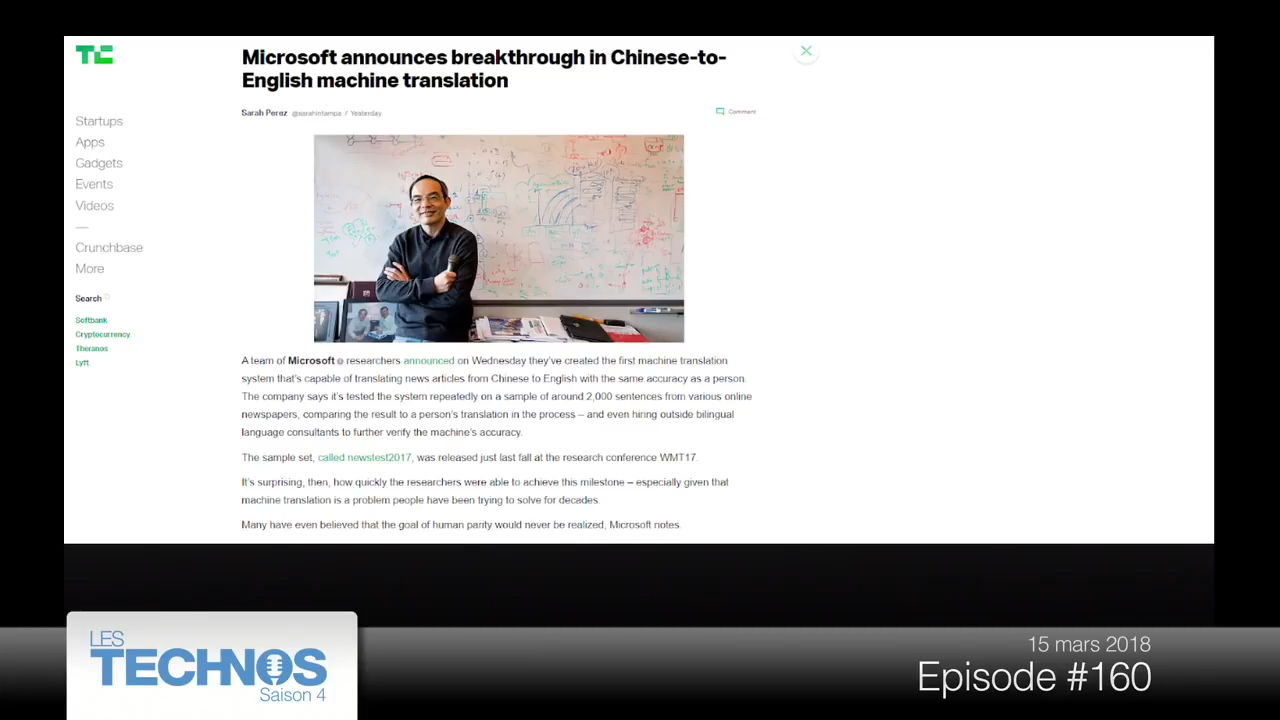 TC
Microsoft announces breakthrough in Chinese-to-
English machine translation
Sarah Perez @sarahintampa / Yesterday
Comment
Startups
Apps
Gadgets
Events
Videos
—
Crunchbase
More
Search
Softbank
Cryptocurrency
Theranos
Lyft
A team of Microsoft researchers announced on Wednesday they've created the first machine translation
system that's capable of translating news articles from Chinese to English with the same accuracy as a person.
The company says it's tested the system repeatedly on a sample of around 2,000 sentences from various online
newspapers, comparing the result to a person's translation in the process – and even hiring outside bilingual
language consultants to further verify the machine's accuracy.
The sample set, called newstest2017, was released just last fall at the research conference WMT17.
It's surprising, then, how quickly the researchers were able to achieve this milestone – especially given that
machine translation is a problem people have been trying to solve for decades.
Many have even believed that the goal of human parity would never be realized, Microsoft notes.
LES
TECHNOS
Saison 4
15 mars 2018
Episode #160